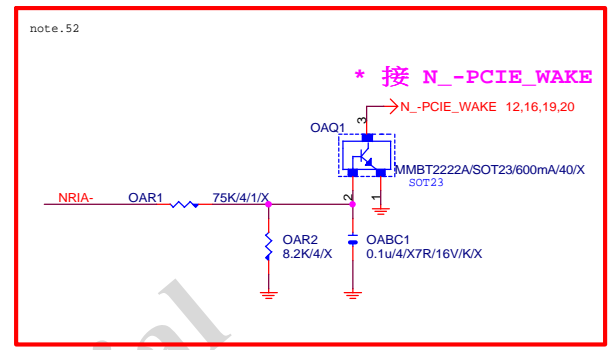 note.52
* 接 N_-PCIE_WAKE
N_-PCIE_WAKE 12,16,19,20
3
OAQ1
MMBT2222A/SOT23/600mA/40/X
SOT23
2
1
NRIA-
OAR1
75K/4/1/X
OAR2
8.2K/4/X
OABC1
0.1u/4/X7R/16V/K/X